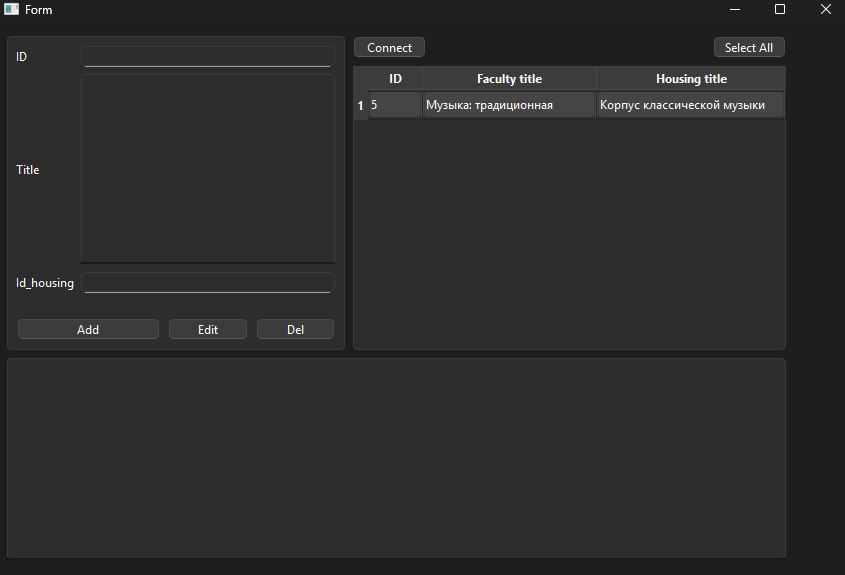 Form
ID
Title
Id_housing
Add Edit Del
Connect Select All
ID Faculty title Housing title
1 5 Музыка: традиционная Корпус классической музыки